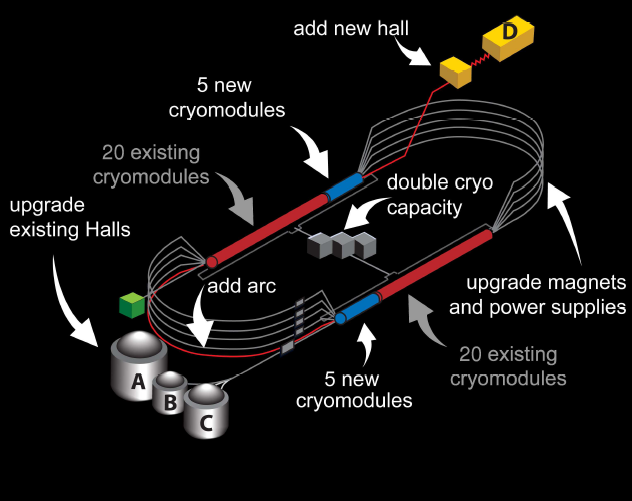 add new hall
D
5 new
cryomodules
20 existing
cryomodules
upgrade
existing Halls
double cryo
capacity
add arc
upgrade magnets
and power supplies
20 existing
cryomodules
5 new
cryomodules
A
B
C